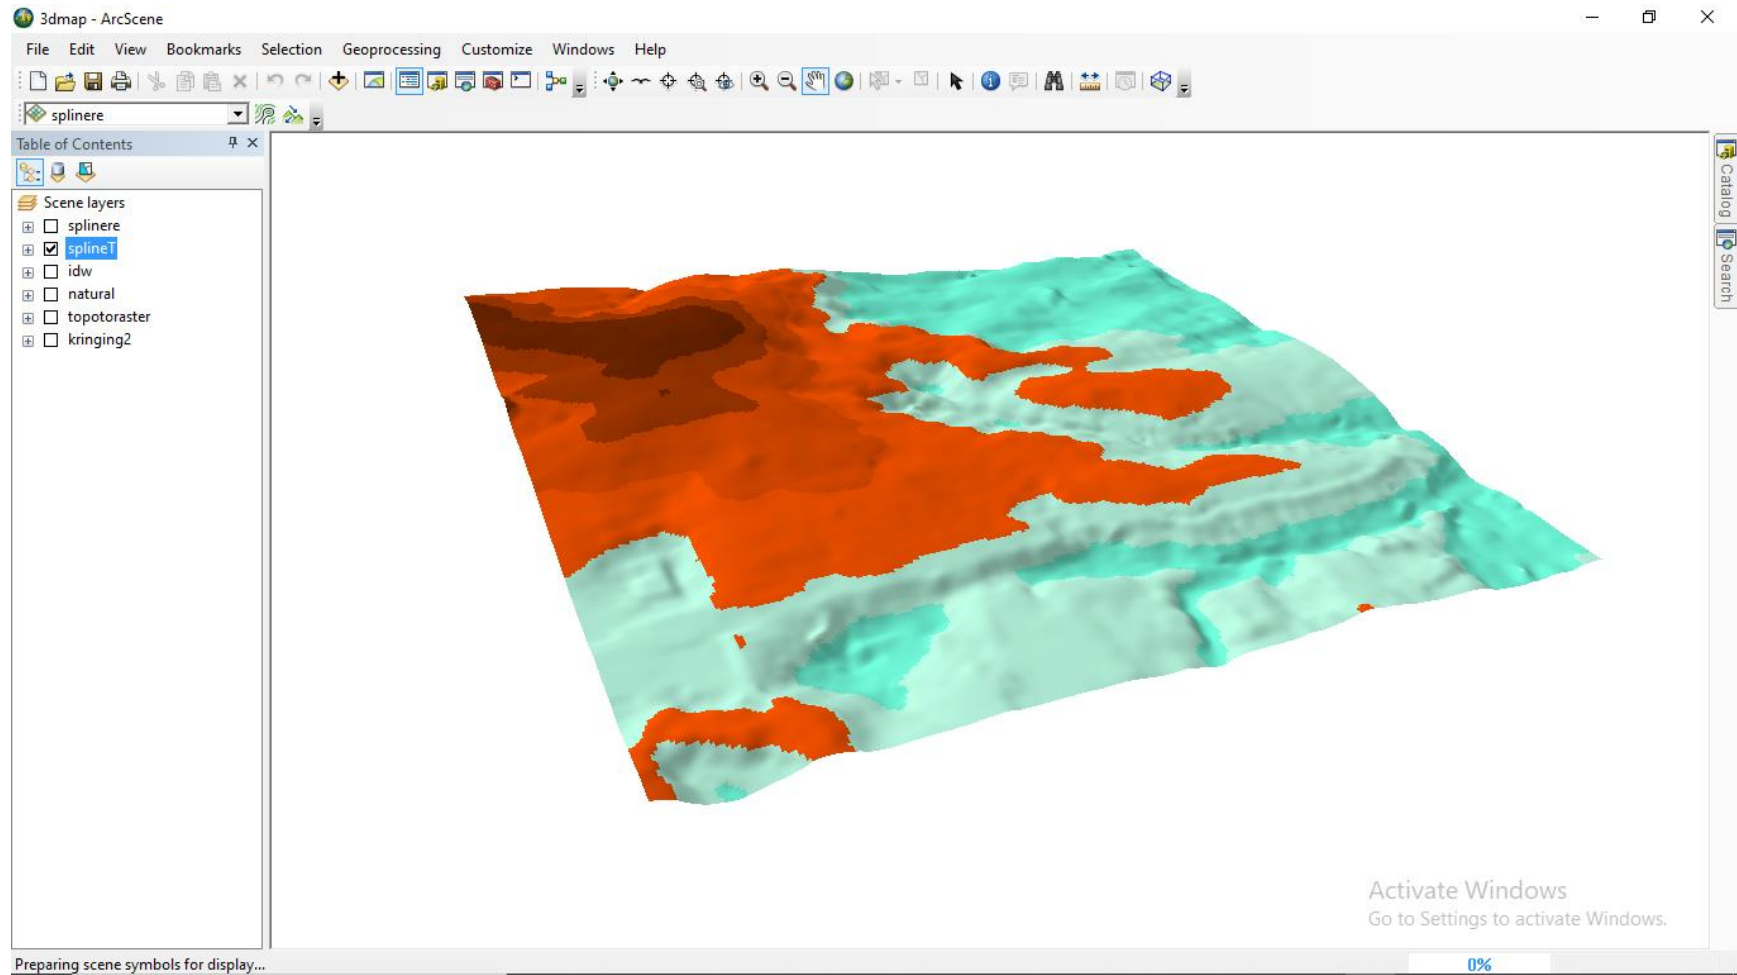 3dmap - ArcScene
File Edit View Bookmarks Selection Geoprocessing Customize Windows Help
splinere
Table of Contents
Scene layers
splinere
splineT
idw
natural
topotoraster
kringing2
Catalog
Search
Activate Windows
Go to Settings to activate Windows.
Preparing scene symbols for display...
0%